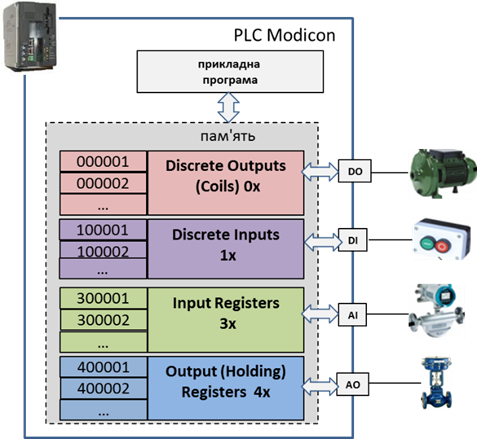 PLC Modicon
прикладна
програма
пам'ять
000001
000002
...
Discrete Outputs
(Coils) 0x
DO
100001
100002
...
Discrete Inputs
1x
DI
300001
300002
...
Input Registers
3x
AI
400001
400002
...
Output (Holding)
Registers 4x
AO